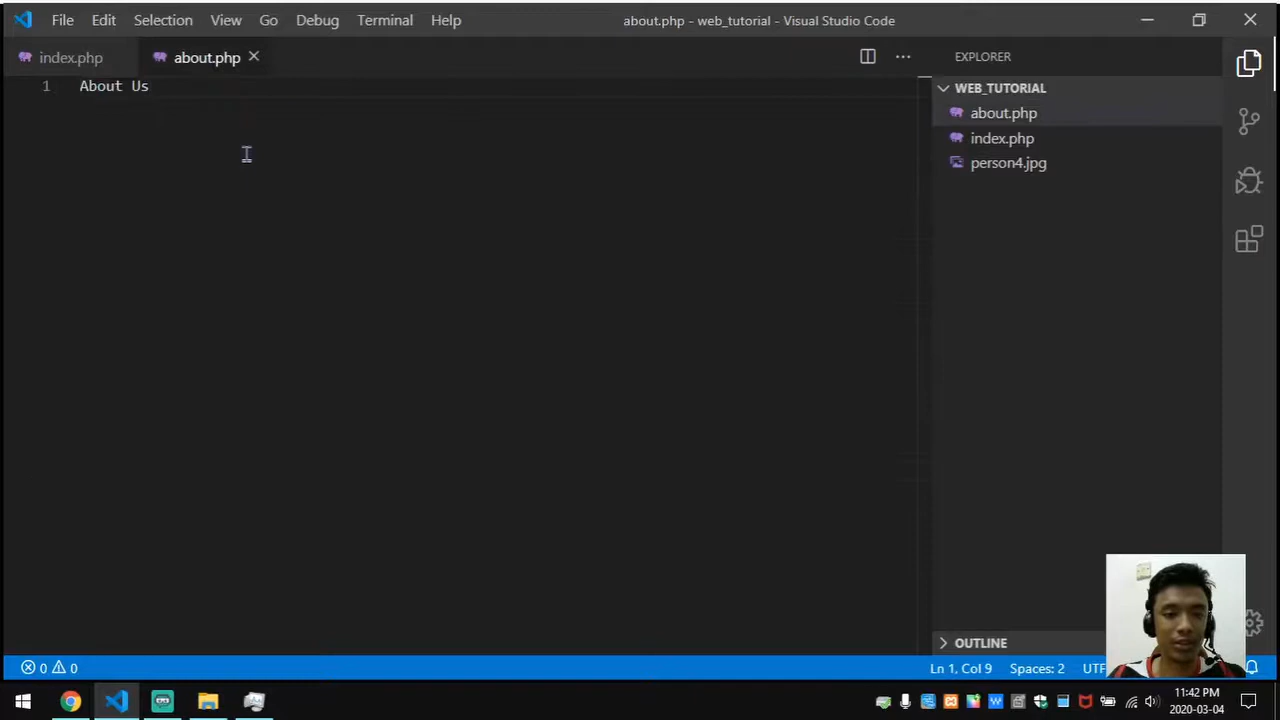 File Edit Selection View Go Debug Terminal Help about.php - web_tutorial - Visual Studio Code
index.php about.php EXPLORER
1 About Us
WEB_TUTORIAL
about.php
index.php
person4.jpg
OUTLINE
0 0 Ln 1, Col 9 Spaces: 2 UTF
11:42 PM
2020-03-04